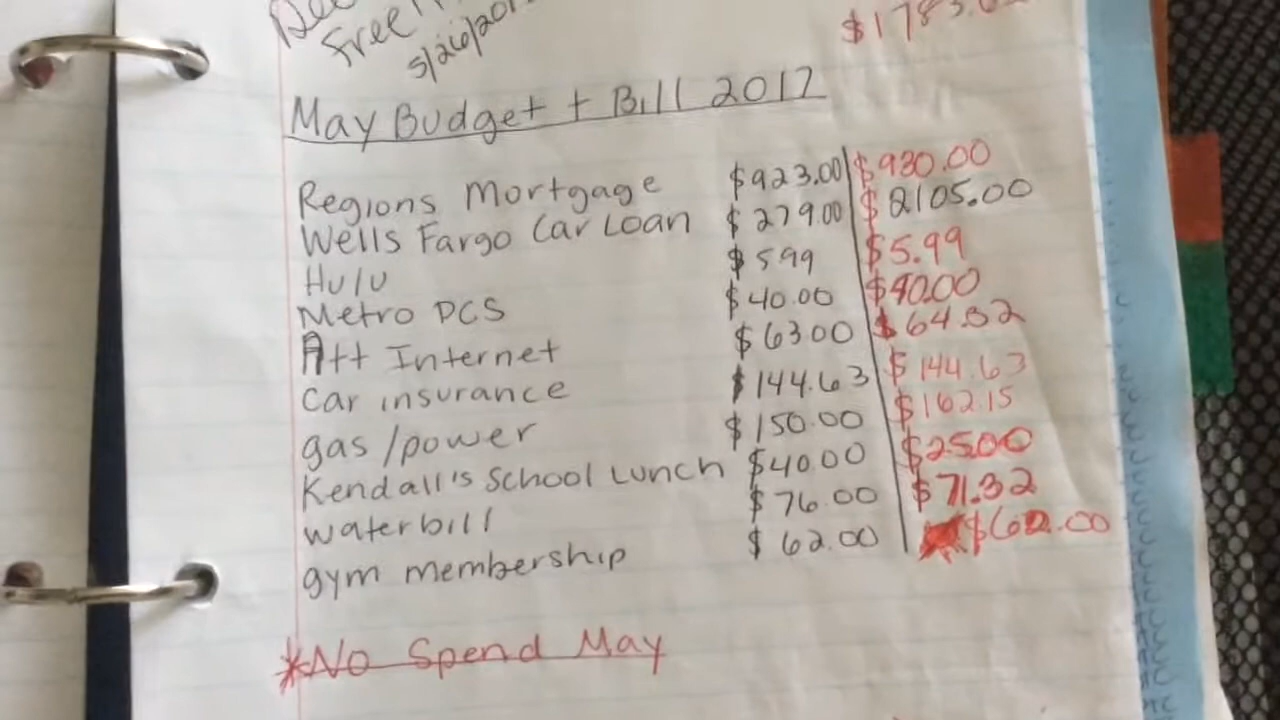 Free
5/26/201
May Budget + Bill 2017
Regions Mortgage $923.00 $930.00
Wells Fargo Car Loan $279.00 $2105.00
Hulu $599 $5.99
Metro PCS $40.00 $40.00
Att Internet $63.00 $64.32
Car insurance $144.63 $144.63
gas/power $150.00 $162.15
Kendall's School Lunch $40.00 $25.00
waterbill $76.00 $71.32
gym membership $62.00 $62.00
*No Spend May